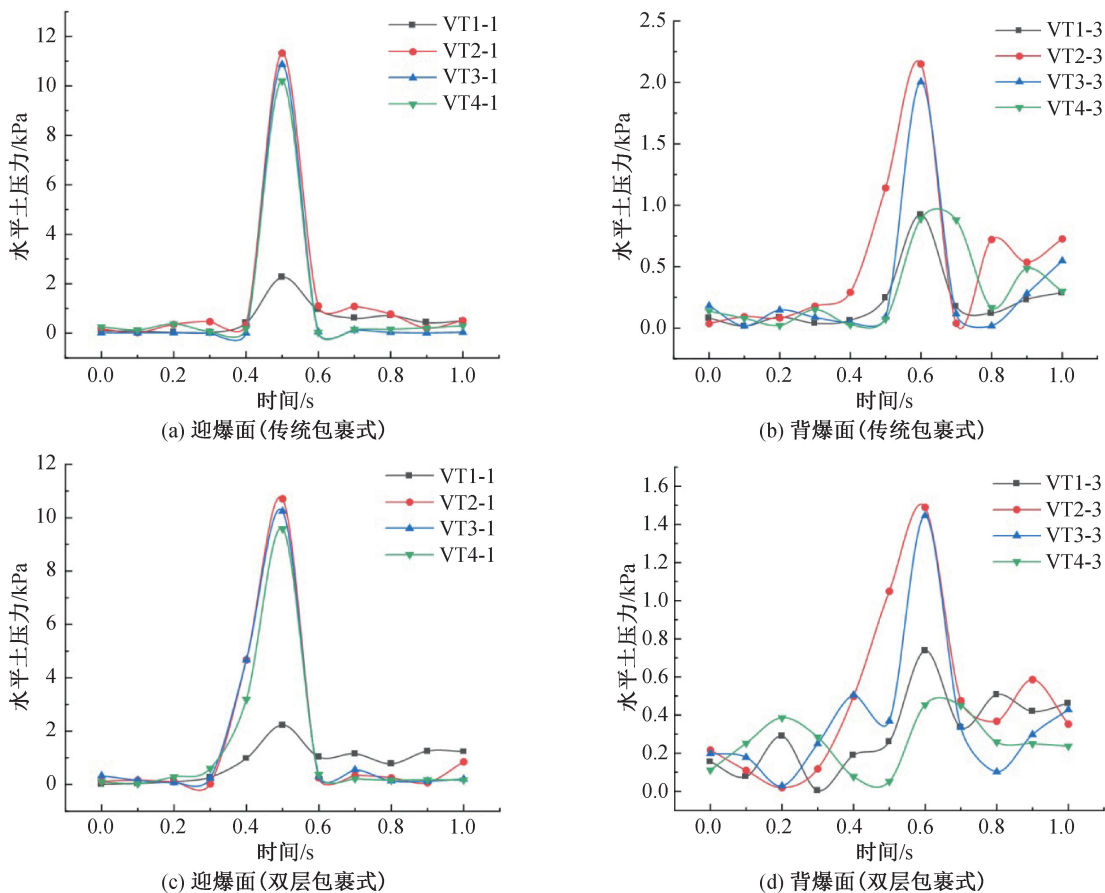 12
10
8
6
4
2
0
水平土压力/kPa
VT1-1
VT2-1
VT3-1
VT4-1
0.0 0.2 0.4 0.6 0.8 1.0
时间/s
(a) 迎爆面(传统包裹式)
2.5
2.0
1.5
1.0
0.5
0.0
水平土压力/kPa
VT1-3
VT2-3
VT3-3
VT4-3
0.0 0.2 0.4 0.6 0.8 1.0
时间/s
(b) 背爆面(传统包裹式)
12
10
8
6
4
2
0
水平土压力/kPa
VT1-1
VT2-1
VT3-1
VT4-1
0.0 0.2 0.4 0.6 0.8 1.0
时间/s
(c) 迎爆面(双层包裹式)
1.6
1.4
1.2
1.0
0.8
0.6
0.4
0.2
0.0
水平土压力/kPa
VT1-3
VT2-3
VT3-3
VT4-3
0.0 0.2 0.4 0.6 0.8 1.0
时间/s
(d) 背爆面(双层包裹式)